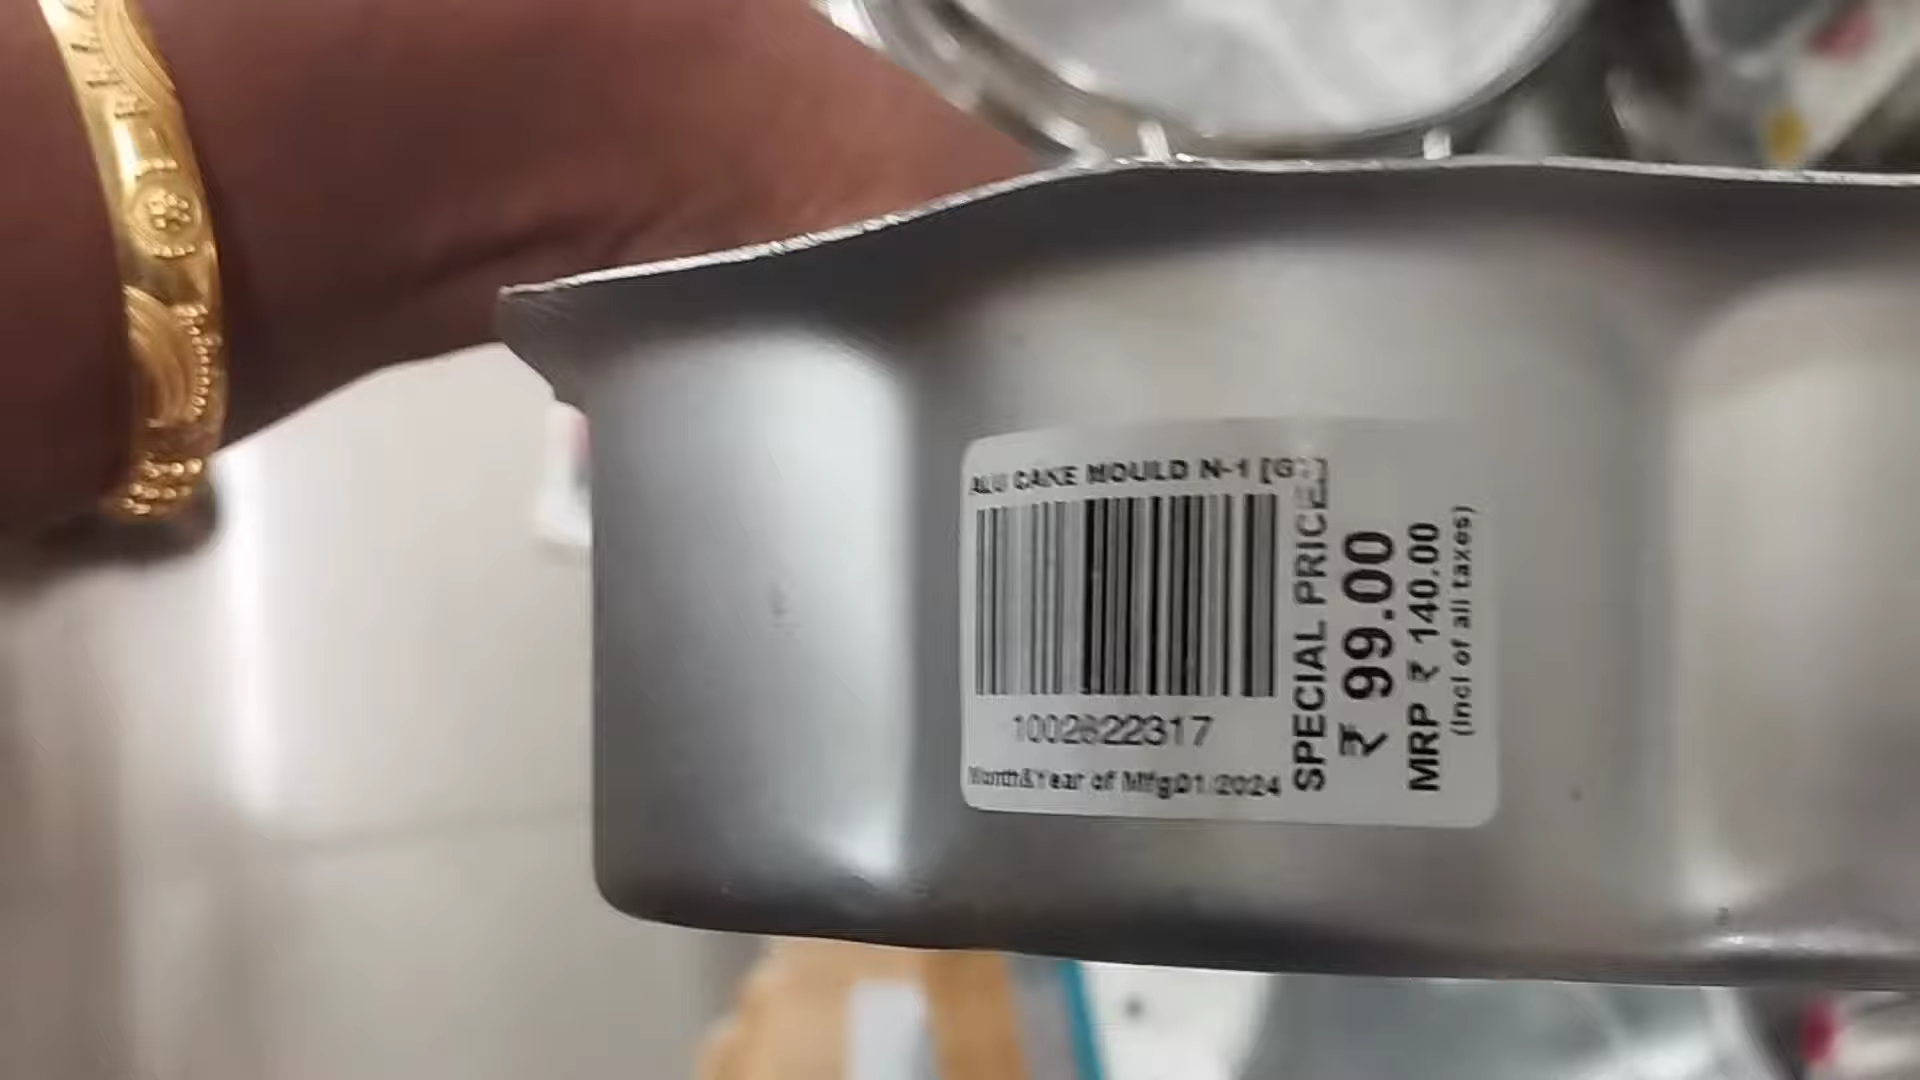 ALU CAKE MOULD N-1
1002622317
Month&Year of Mfg01/2024
SPECIAL PRICE
₹ 99.00
MRP ₹ 140.00
(Incl of all taxes)